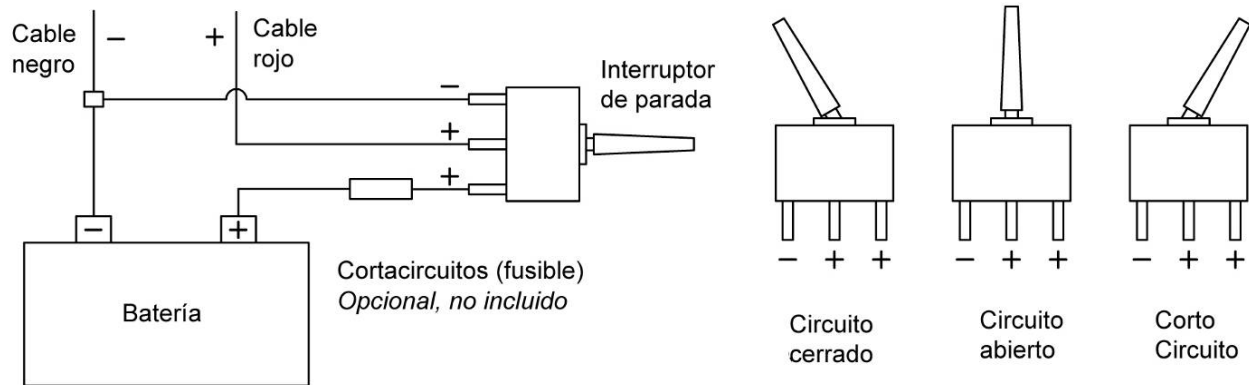 Cable
negro
−
+
Cable
rojo
−
+
+
Interruptor
de parada
−
+
Batería
Cortacircuitos (fusible)
Opcional, no incluido
− + +
Circuito
cerrado
− + +
Circuito
abierto
− + +
Corto
Circuito